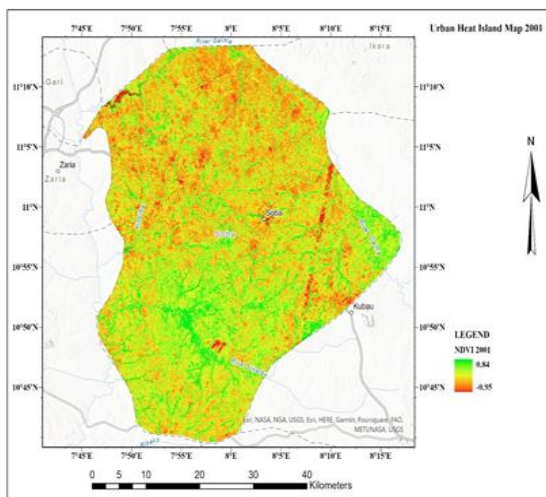 Urban Heat Island Map 2001
7°45'E 7°50'E 7°55'E 8°E 8°5'E 8°10'E 8°15'E
River Galma
Ikara
Gari
11°10'N 11°10'N
11°5'N 11°5'N
N
Zaria
Zaria
11°N 11°N
Soba
Soba
10°55'N 10°55'N
Kubau
10°50'N 10°50'N
LEGEND
NDVI 2001
0.84
-0.95
10°45'N 10°45'N
Esri, NASA, NGA, USGS, Esri, HERE, Garmin, Foursquare, FAO,
METI/NASA, USGS
7°45'E 7°50'E 7°55'E 8°E 8°5'E 8°10'E 8°15'E
0 5 10 20 30 40
Kilometers